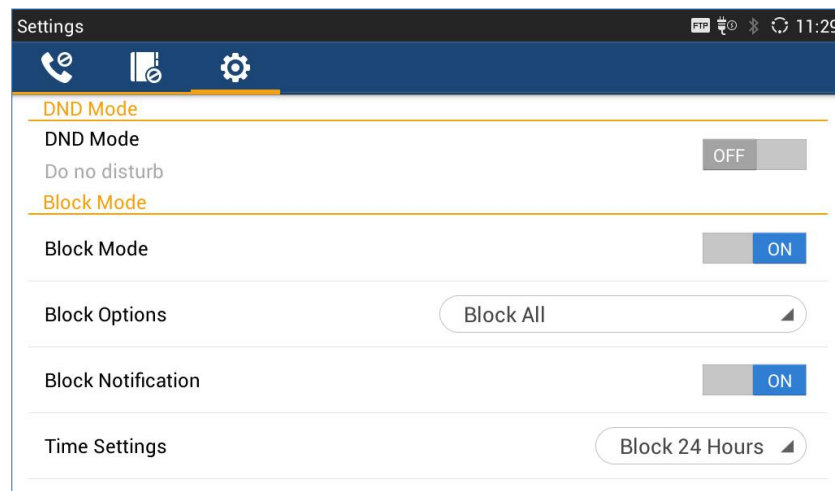 Settings FTP 11:29
DND Mode
DND Mode
OFF
Do no disturb
Block Mode
Block Mode ON
Block Options Block All
Block Notification ON
Time Settings Block 24 Hours